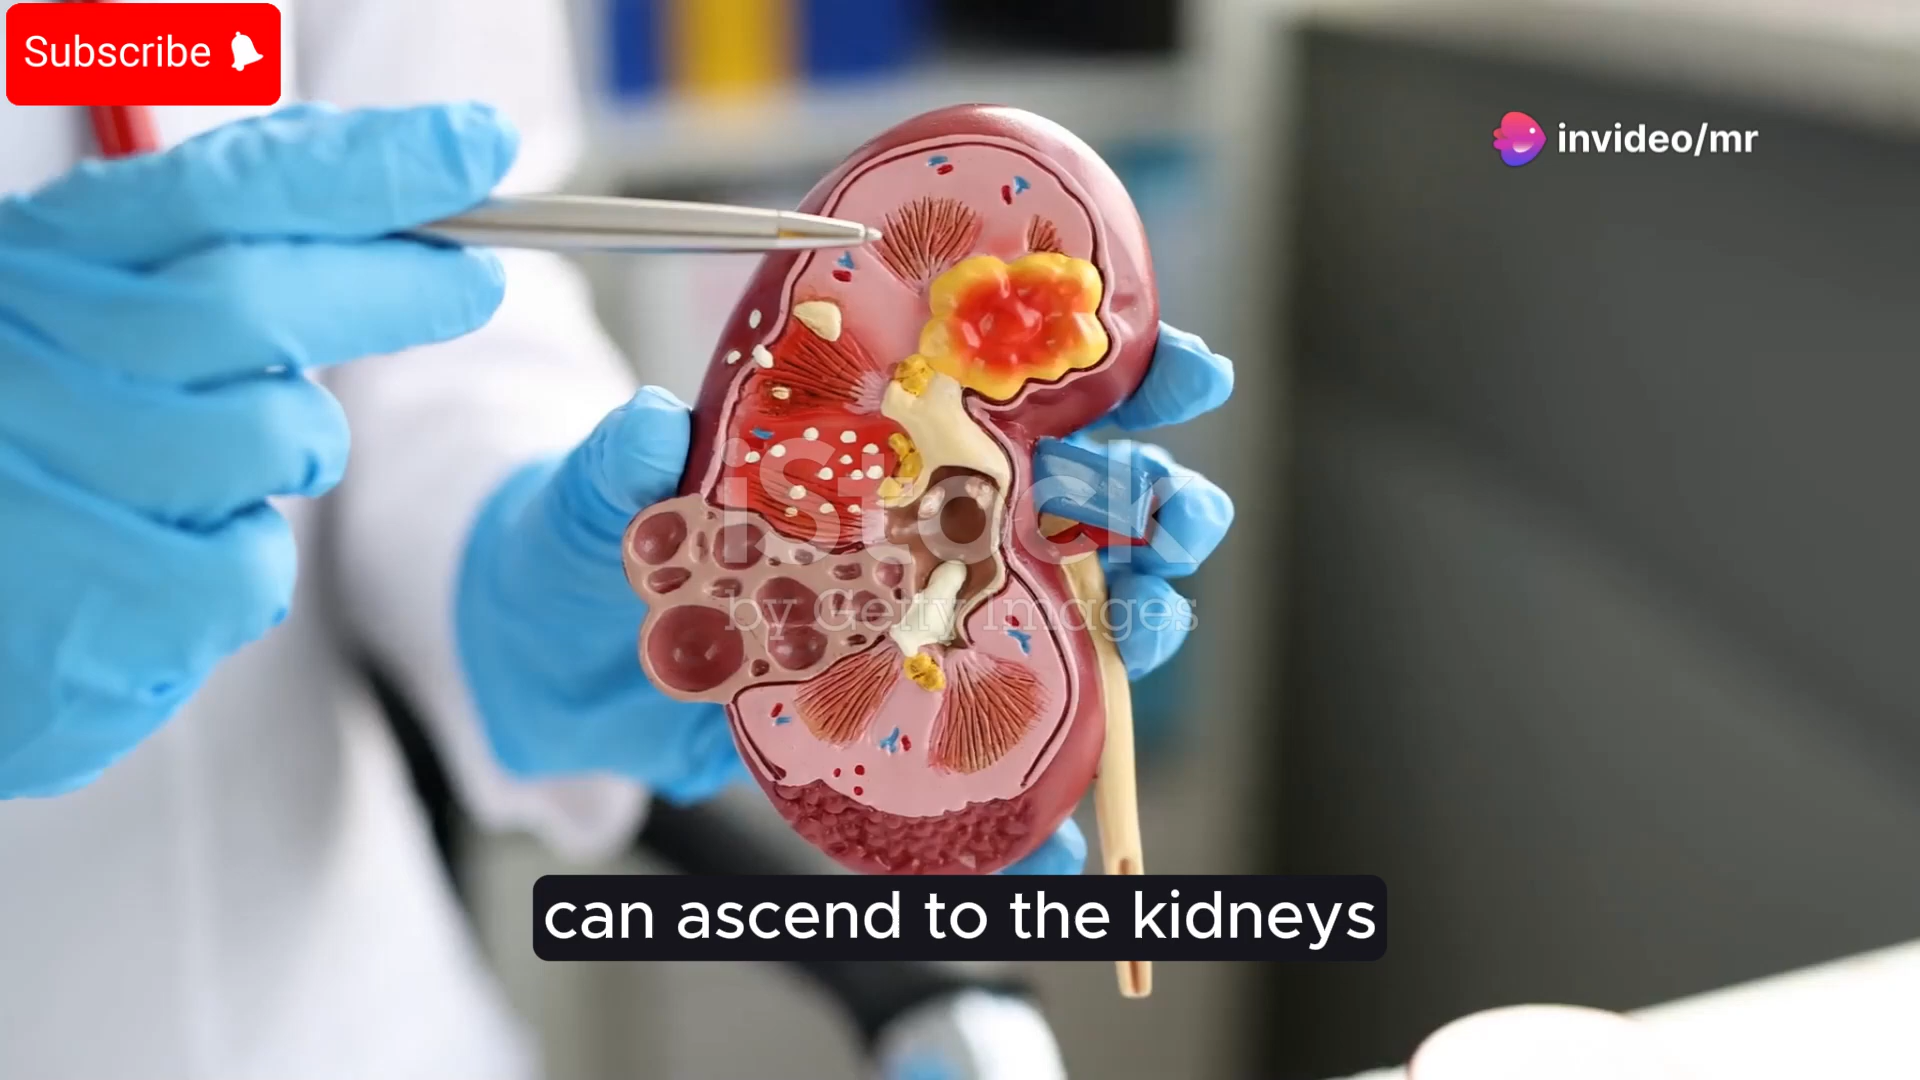 Subscribe
invideo/mr
iStock
by Getty Images
can ascend to the kidneys